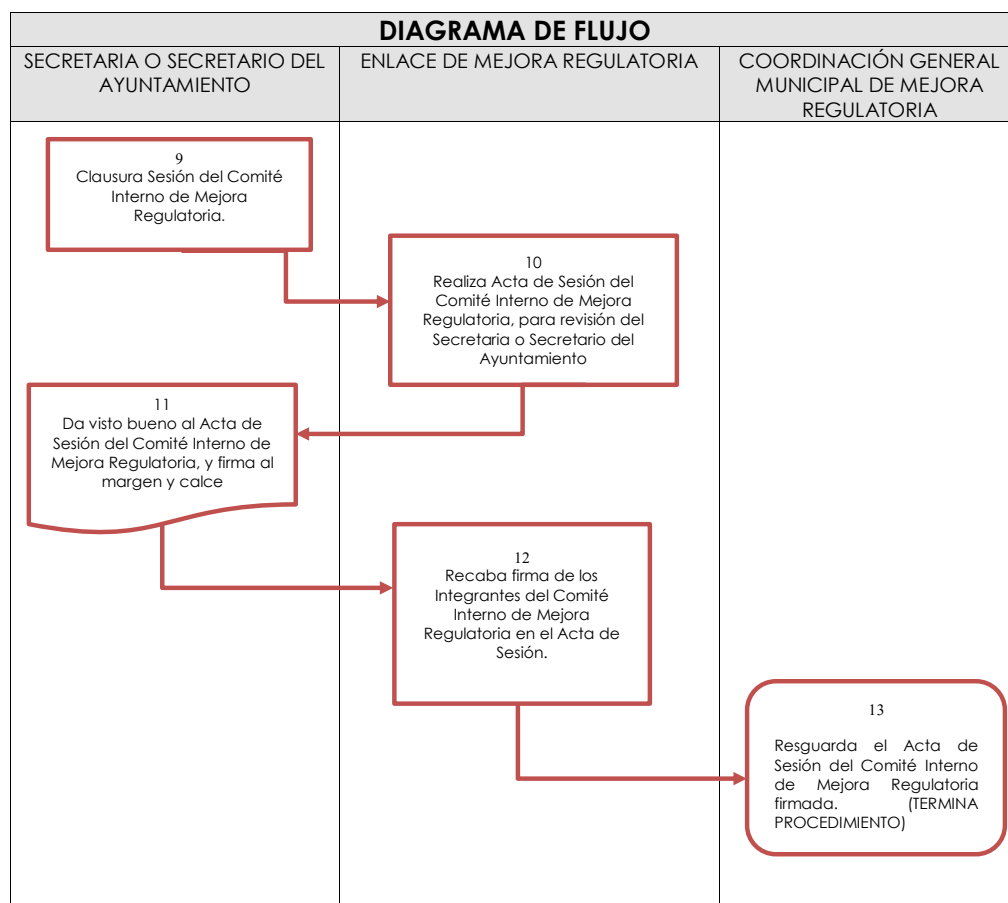 DIAGRAMA DE FLUJO
SECRETARIA O SECRETARIO DEL
AYUNTAMIENTO
ENLACE DE MEJORA REGULATORIA
COORDINACIÓN GENERAL
MUNICIPAL DE MEJORA
REGULATORIA
9
Clausura Sesión del Comité
Interno de Mejora
Regulatoria.
10
Realiza Acta de Sesión del
Comité Interno de Mejora
Regulatoria, para revisión del
Secretaria o Secretario del
Ayuntamiento
11
Da visto bueno al Acta de
Sesión del Comité Interno de
Mejora Regulatoria, y firma al
margen y calce
12
Recaba firma de los
Integrantes del Comité
Interno de Mejora
Regulatoria en el Acta de
Sesión.
13
Resguarda el Acta de
Sesión del Comité Interno
de Mejora Regulatoria
firmada. (TERMINA
PROCEDIMIENTO)